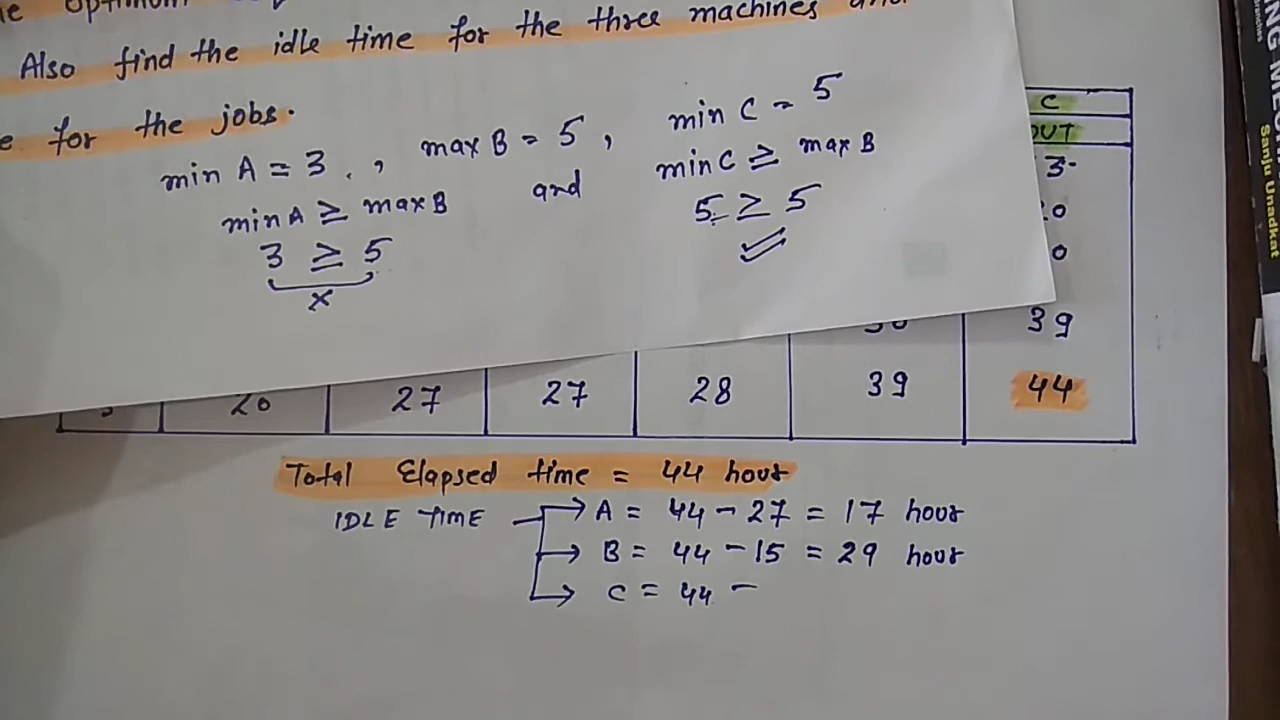 Also find the idle time for the three machines
for the jobs.
min A = 3 , max B = 5 , min C = 5
min A ≥ max B and min C ≥ max B
3 ≥ 5 5 ≥ 5
x
C
OUT
39
20 27 27 28 39 44
Total Elapsed time = 44 hour
IDLE TIME → A = 44 - 27 = 17 hour
→ B = 44 - 15 = 29 hour
→ C = 44 -
Sanju Unadkat